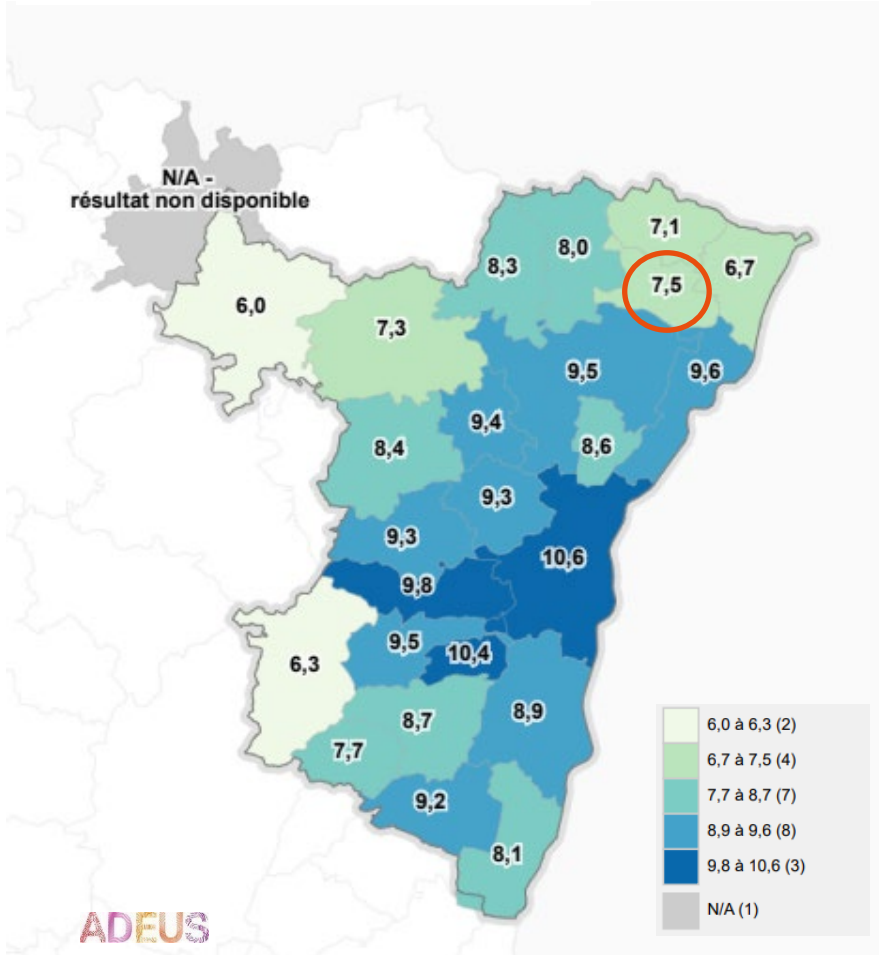 N/A -
résultat non disponible
7,1
8,0
8,3
6,7
7,5
6,0
7,3
9,5
9,6
9,4
8,4
8,6
9,3
9,3
10,6
9,8
9,5
10,4
6,3
8,9
8,7
7,7
9,2
8,1
6,0 à 6,3 (2)
6,7 à 7,5 (4)
7,7 à 8,7 (7)
8,9 à 9,6 (8)
9,8 à 10,6 (3)
N/A (1)
ADEUS